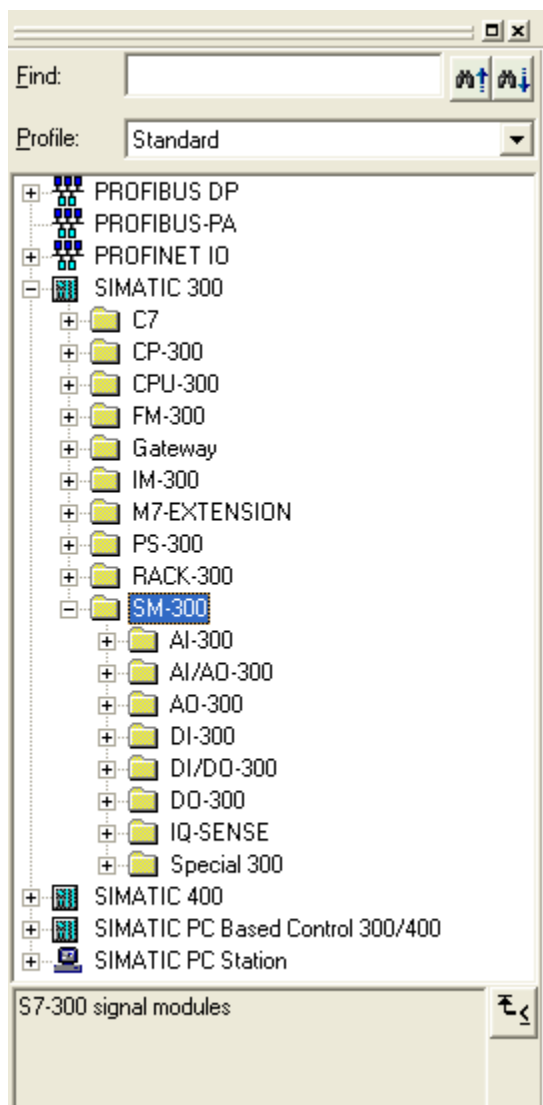 Find:
Profile: Standard
PROFIBUS DP
PROFIBUS-PA
PROFINET IO
SIMATIC 300
C7
CP-300
CPU-300
FM-300
Gateway
IM-300
M7-EXTENSION
PS-300
RACK-300
SM-300
AI-300
AI/AO-300
AO-300
DI-300
DI/DO-300
DO-300
IQ-SENSE
Special 300
SIMATIC 400
SIMATIC PC Based Control 300/400
SIMATIC PC Station
S7-300 signal modules